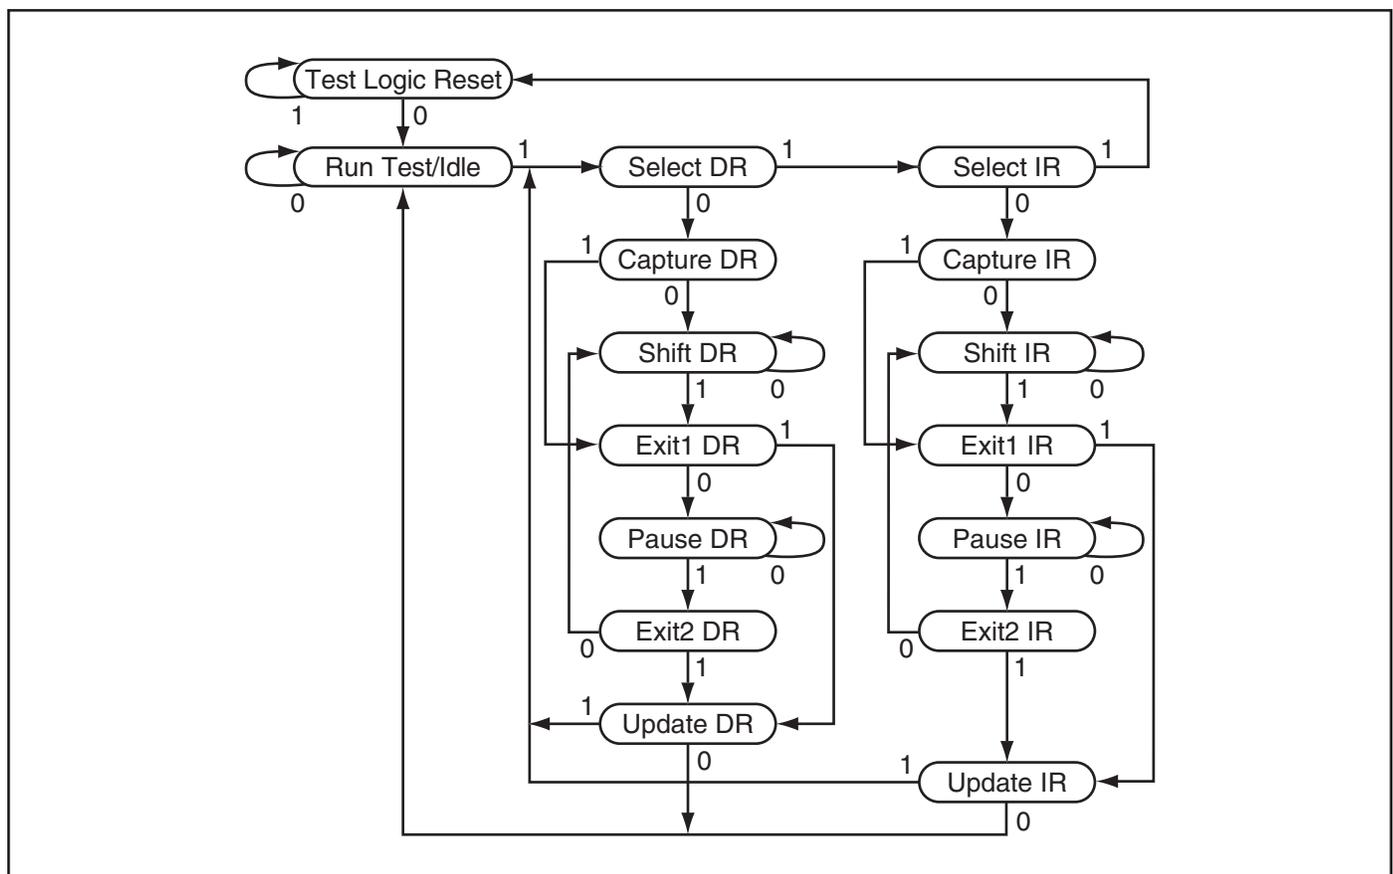 Test Logic Reset
1
0
Run Test/Idle
1
Select DR
1
Select IR
1
0
0
0
1
Capture DR
1
Capture IR
0
0
Shift DR
Shift IR
1
0
1
0
Exit1 DR
1
Exit1 IR
1
0
0
Pause DR
Pause IR
1
0
1
0
Exit2 DR
Exit2 IR
0
1
0
1
1
Update DR
0
1
Update IR
0